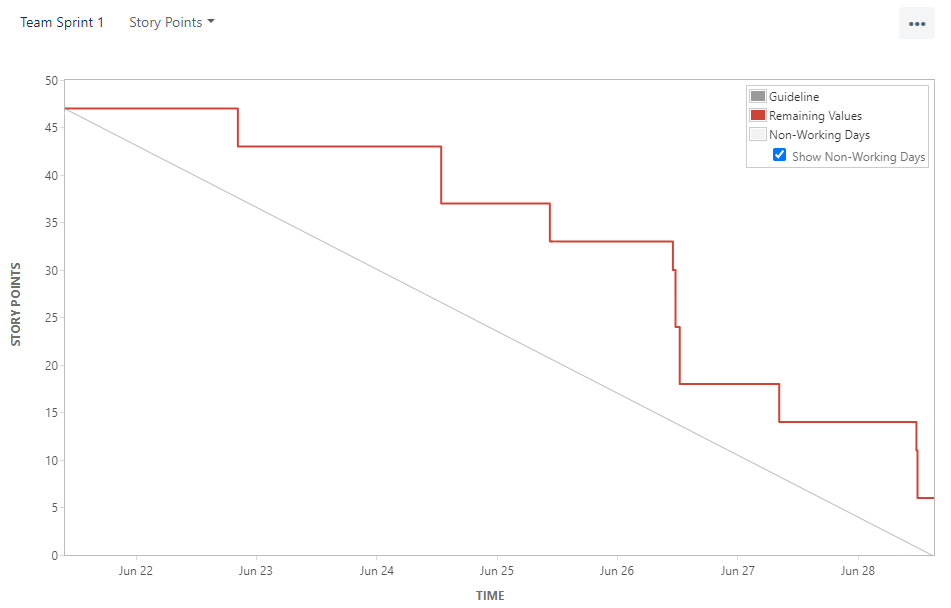 Team Sprint 1 Story Points
•••
50
45
40
35
30
25
20
15
10
5
0
STORY POINTS
Guideline
Remaining Values
Non-Working Days
Show Non-Working Days
Jun 22 Jun 23 Jun 24 Jun 25 Jun 26 Jun 27 Jun 28
TIME